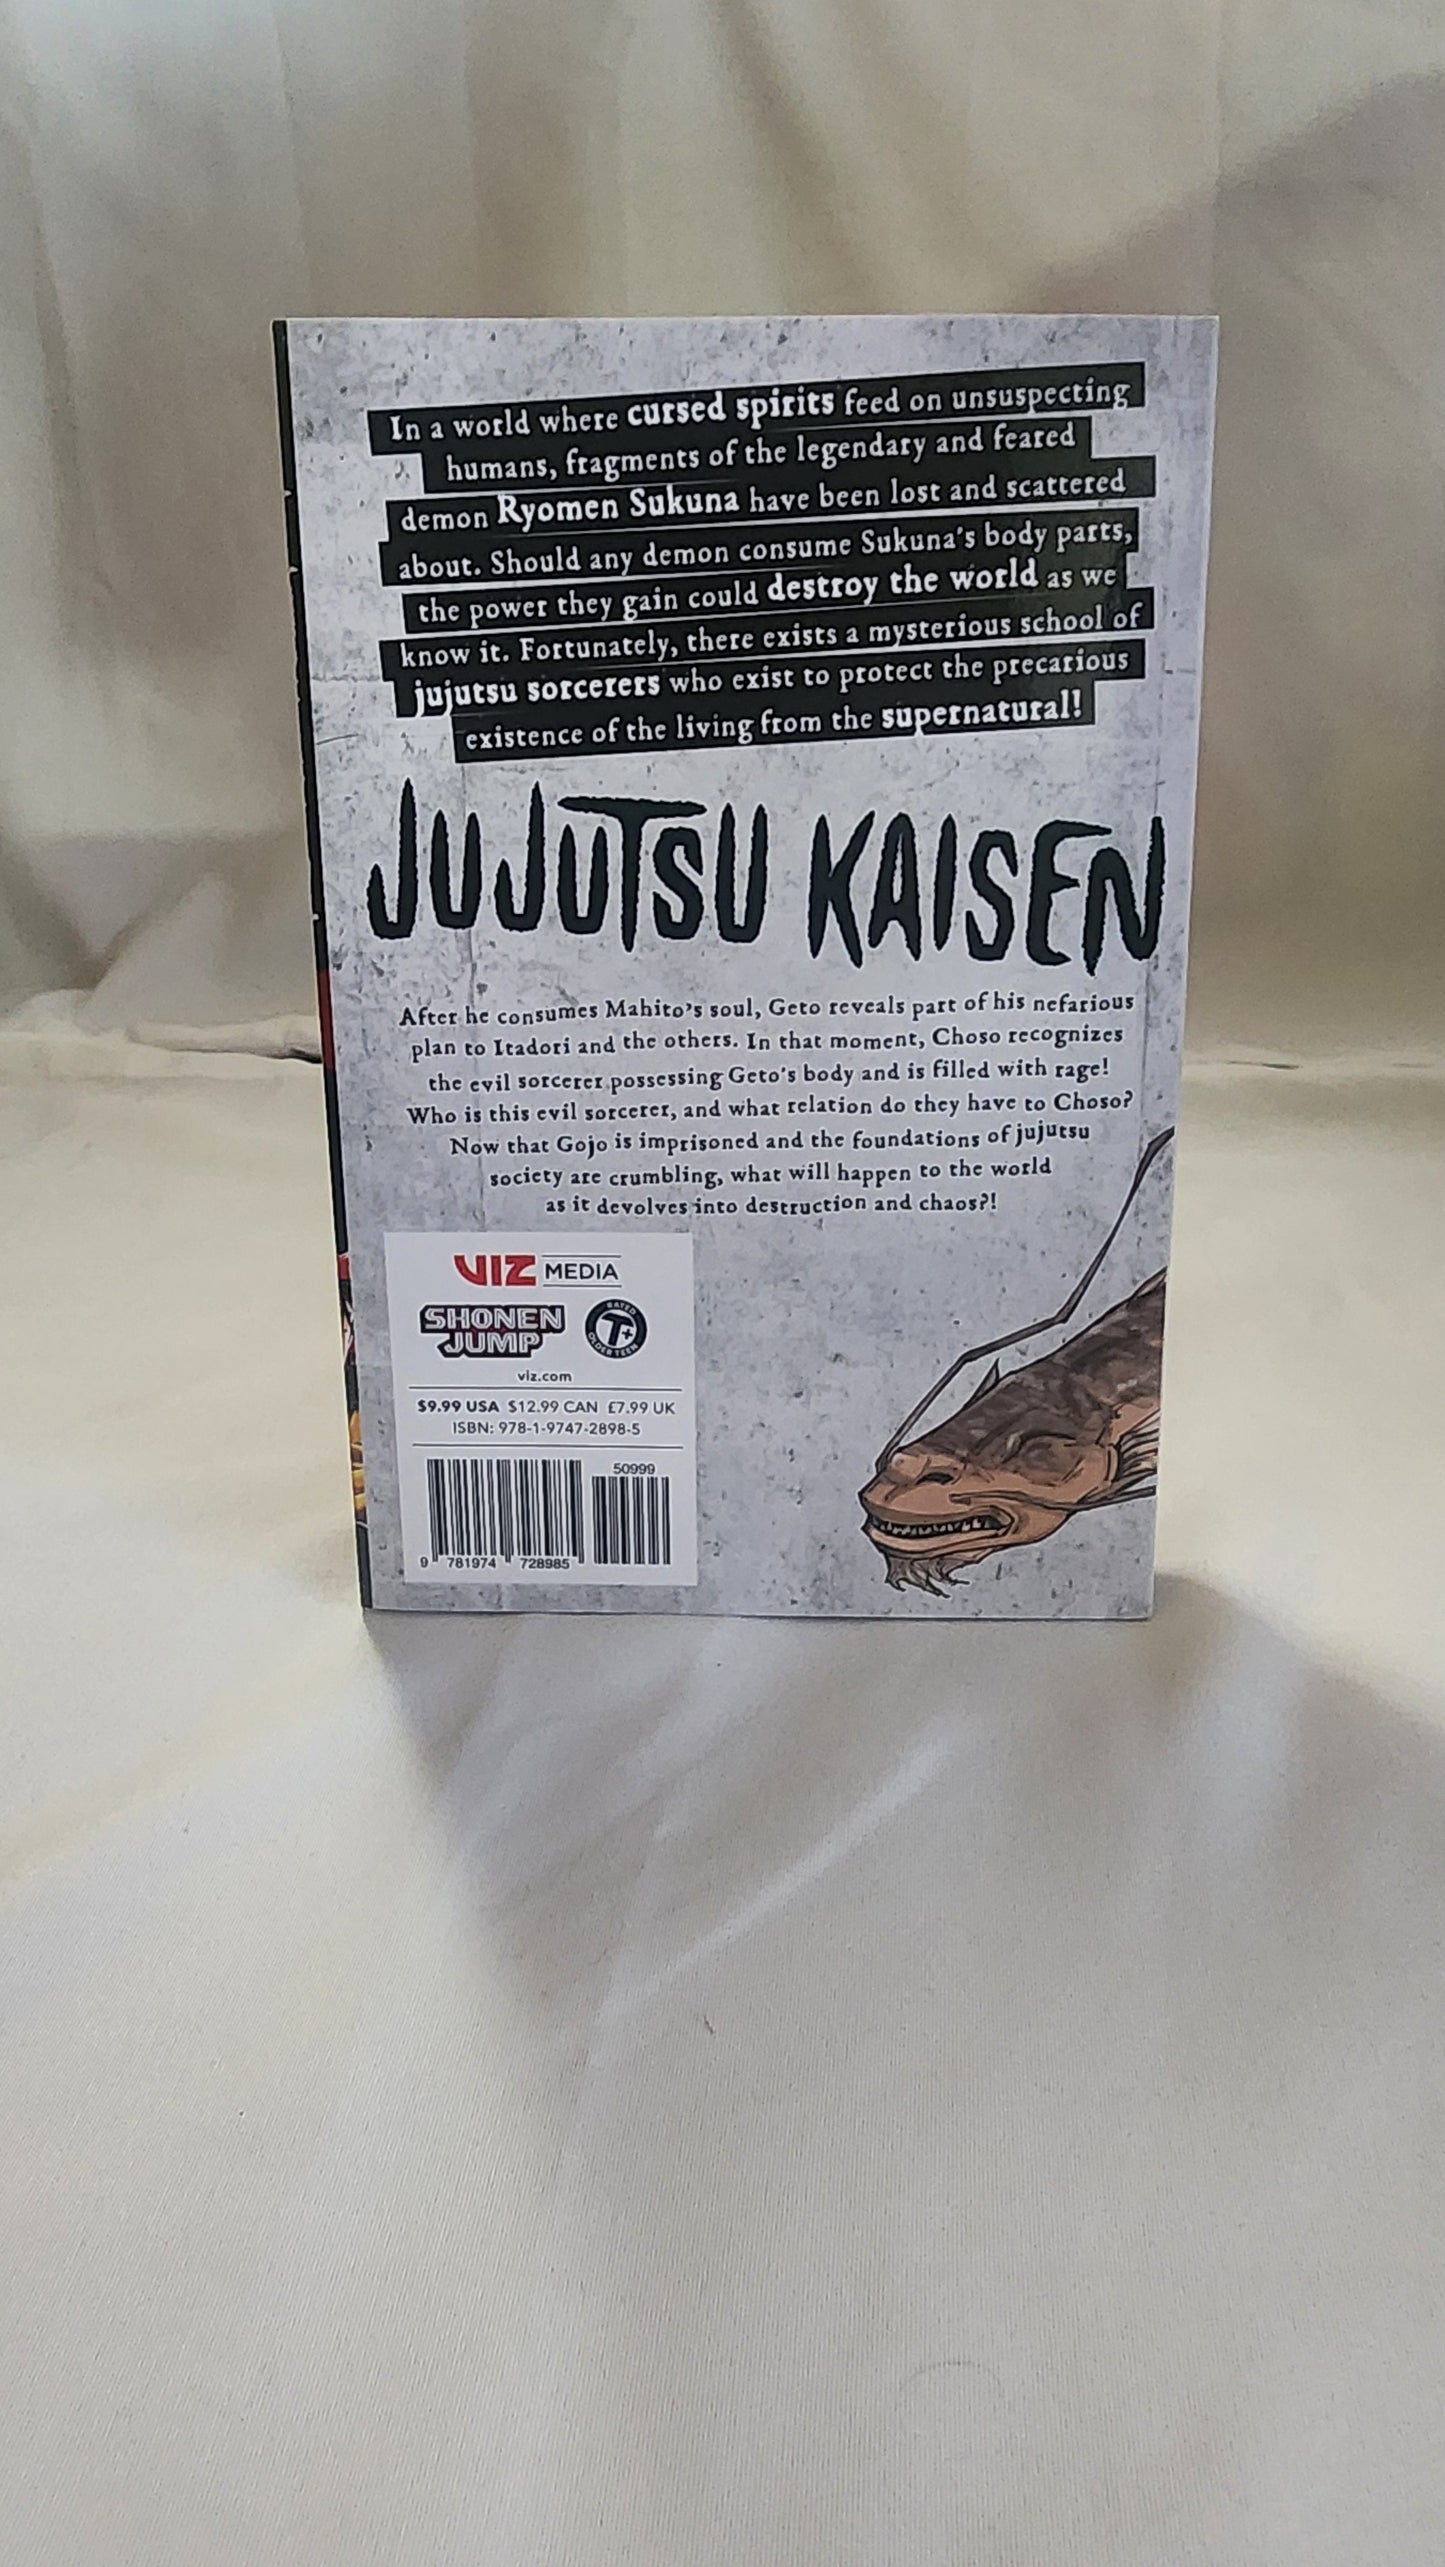 In a world where cursed spirits feed on unsuspecting
humans, fragments of the legendary and feared
demon Ryomen Sukuna have been lost and scattered
about. Should any demon consume Sukuna's body parts,
the power they gain could destroy the world as we
know it. Fortunately, there exists a mysterious school of
jujutsu sorcerers who exist to protect the precarious
existence of the living from the supernatural!
JUJUTSU KAISEN
After he consumes Mahito's soul, Geto reveals part of his nefarious
plan to Itadori and the others. In that moment, Choso recognizes
the evil sorcerer possessing Geto's body and is filled with rage!
Who is this evil sorcerer, and what relation do they have to Choso?
Now that Gojo is imprisoned and the foundations of jujutsu
society are crumbling, what will happen to the world
as it devolves into destruction and chaos?!
VIZ MEDIA
SHONEN
JUMP
RATED
T+
OLDER TEEN
viz.com
$9.99 USA $12.99 CAN £7.99 UK
ISBN: 978-1-9747-2898-5
50999
9 781974 728985